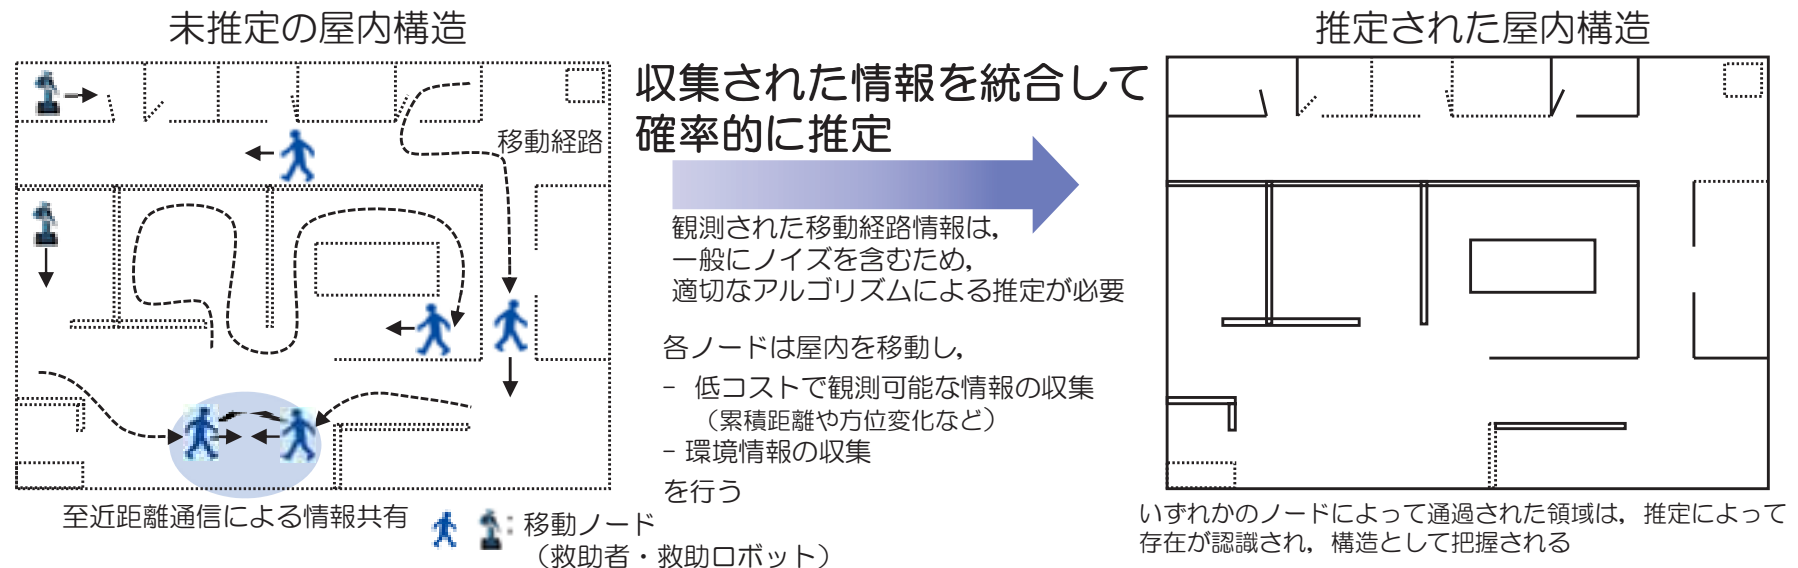 未推定の屋内構造
移動経路
至近距離通信による情報共有
: 移動ノード
（救助者・救助ロボット）
収集された情報を統合して
確率的に推定
観測された移動経路情報は，
一般にノイズを含むため，
適切なアルゴリズムによる推定が必要
各ノードは屋内を移動し，
- 低コストで観測可能な情報の収集
（累積距離や方位変化など）
- 環境情報の収集
を行う
推定された屋内構造
いずれかのノードによって通過された領域は，推定によって
存在が認識され，構造として把握される